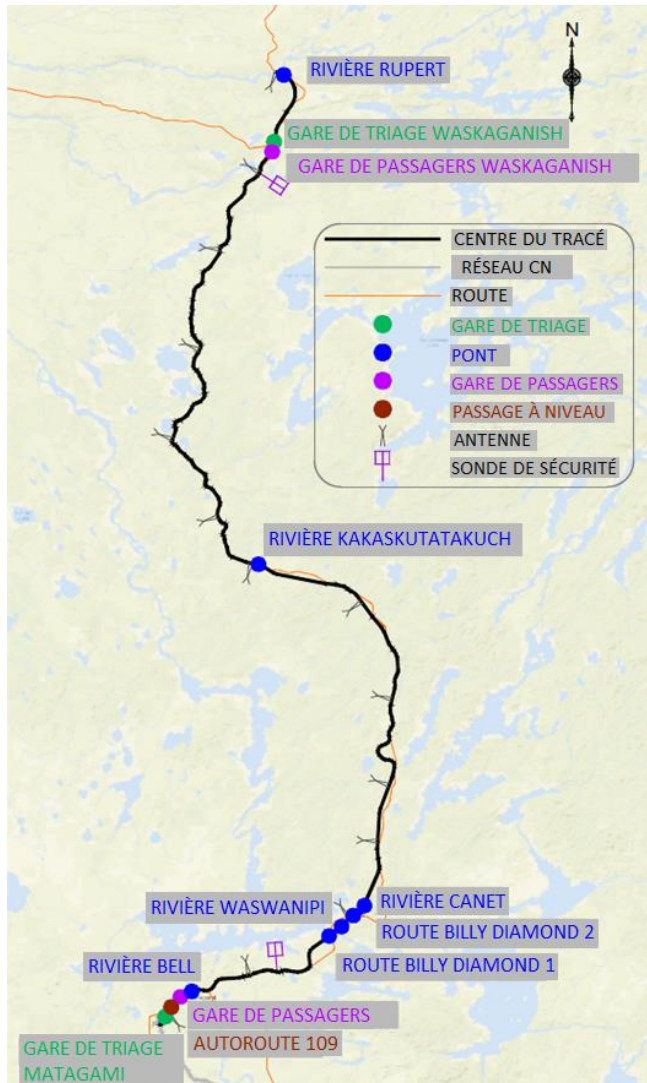 N
RIVIÈRE RUPERT
GARE DE TRIAGE WASKAGANISH
GARE DE PASSAGERS WASKAGANISH
CENTRE DU TRACÉ
RÉSEAU CN
ROUTE
GARE DE TRIAGE
PONT
GARE DE PASSAGERS
PASSAGE À NIVEAU
ANTENNE
SONDE DE SÉCURITÉ
RIVIÈRE KAKASKUTATAKUCH
RIVIÈRE CANET
RIVIÈRE WASWANIPI
ROUTE BILLY DIAMOND 2
ROUTE BILLY DIAMOND 1
RIVIÈRE BELL
GARE DE PASSAGERS
AUTOROUTE 109
GARE DE TRIAGE
MATAGAMI